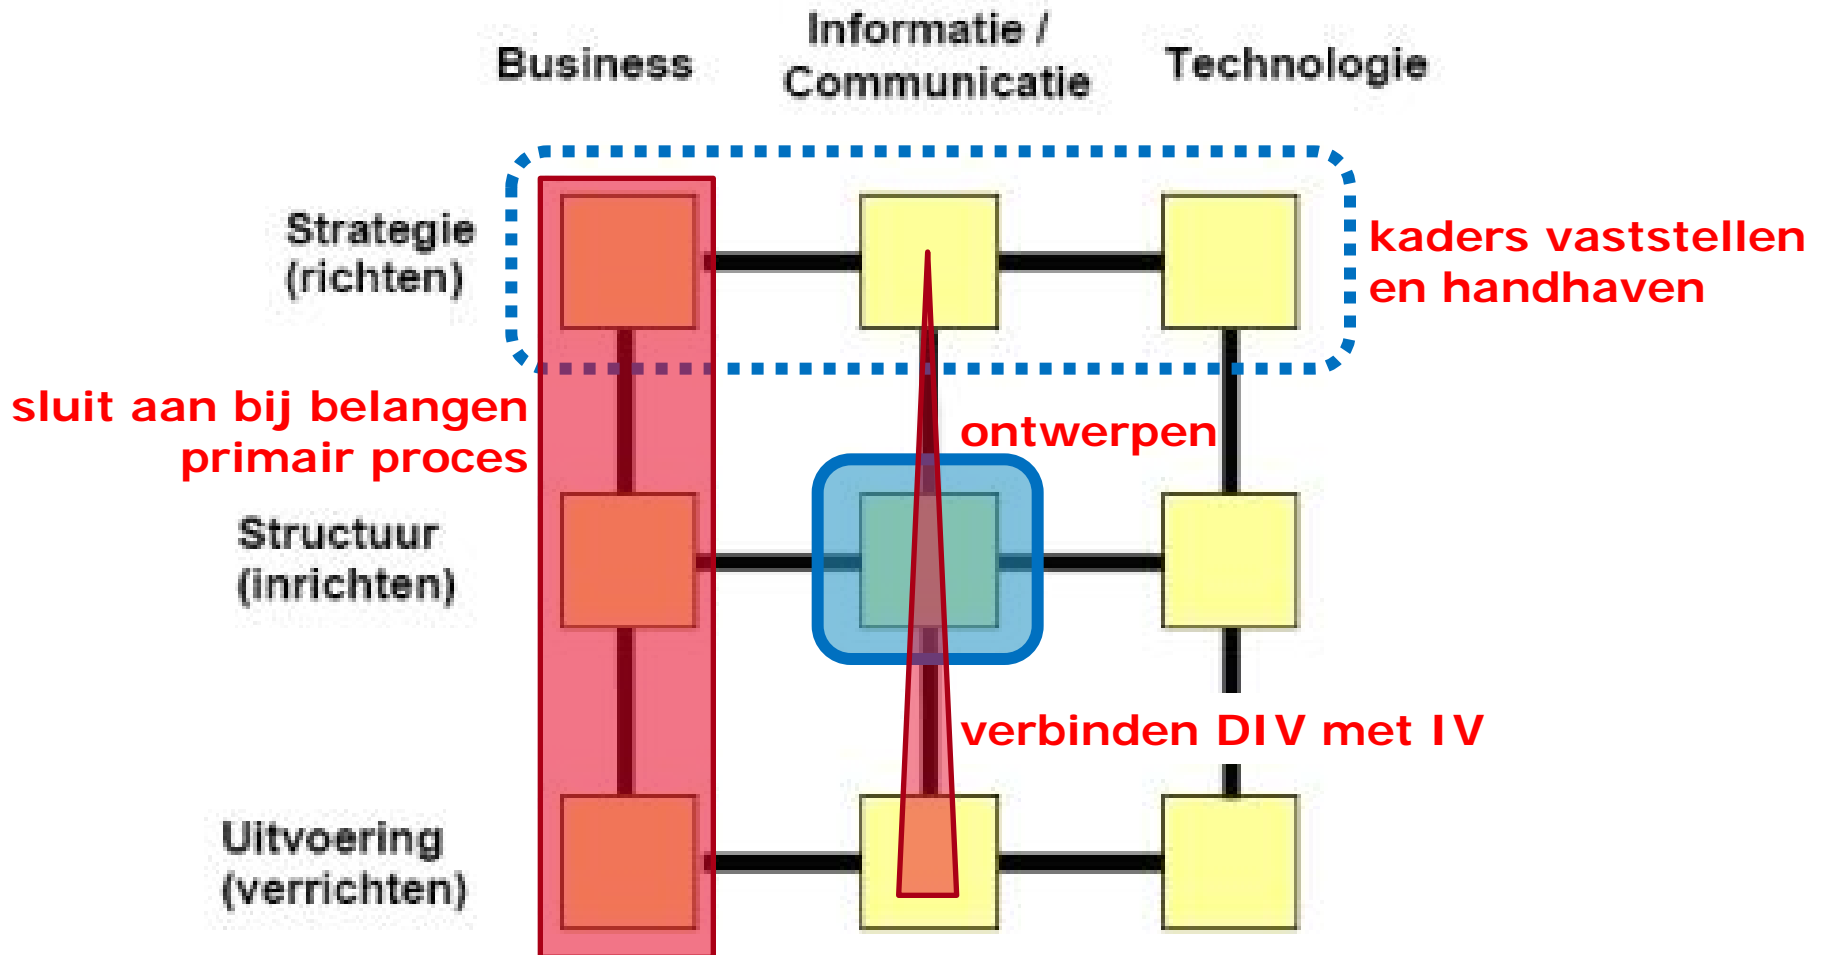 Business
Informatie /
Communicatie
Technologie
Strategie
(richten)
kaders vaststellen
en handhaven
sluit aan bij belangen
primair proces
ontwerpen
Structuur
(inrichten)
verbinden DIV met IV
Uitvoering
(verrichten)